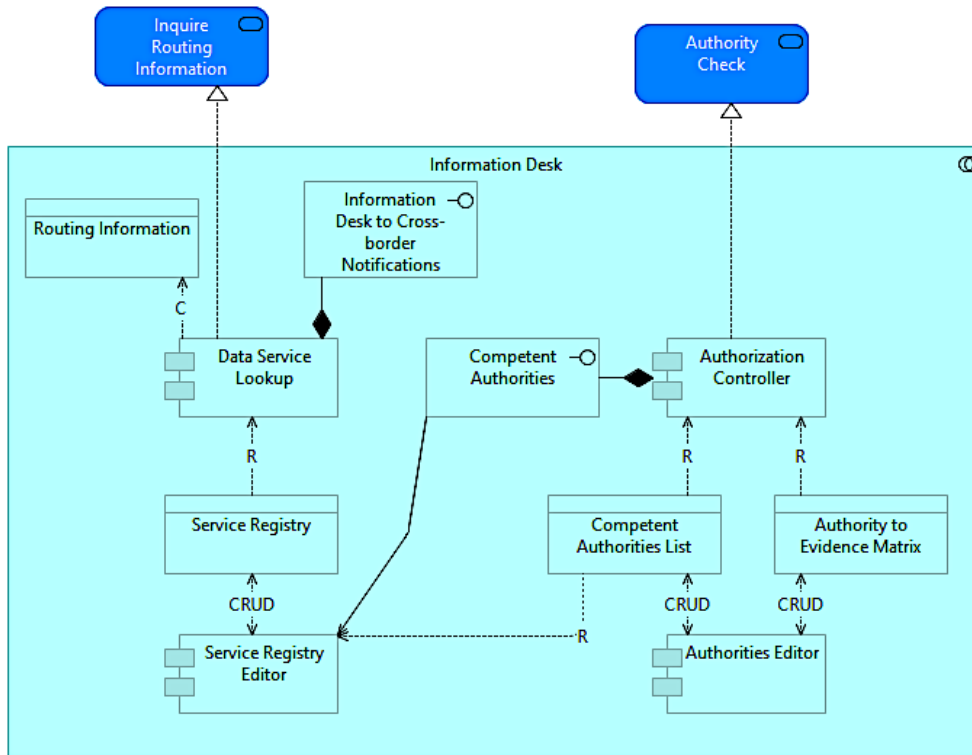 Inquire
Routing
Information
Authority
Check
Information Desk
Routing Information
Information
Desk to Cross-
border
Notifications
C
Data Service
Lookup
Competent
Authorities
Authorization
Controller
R
R
R
Service Registry
Competent
Authorities List
Authority to
Evidence Matrix
CRUD
CRUD
CRUD
R
Service Registry
Editor
Authorities Editor